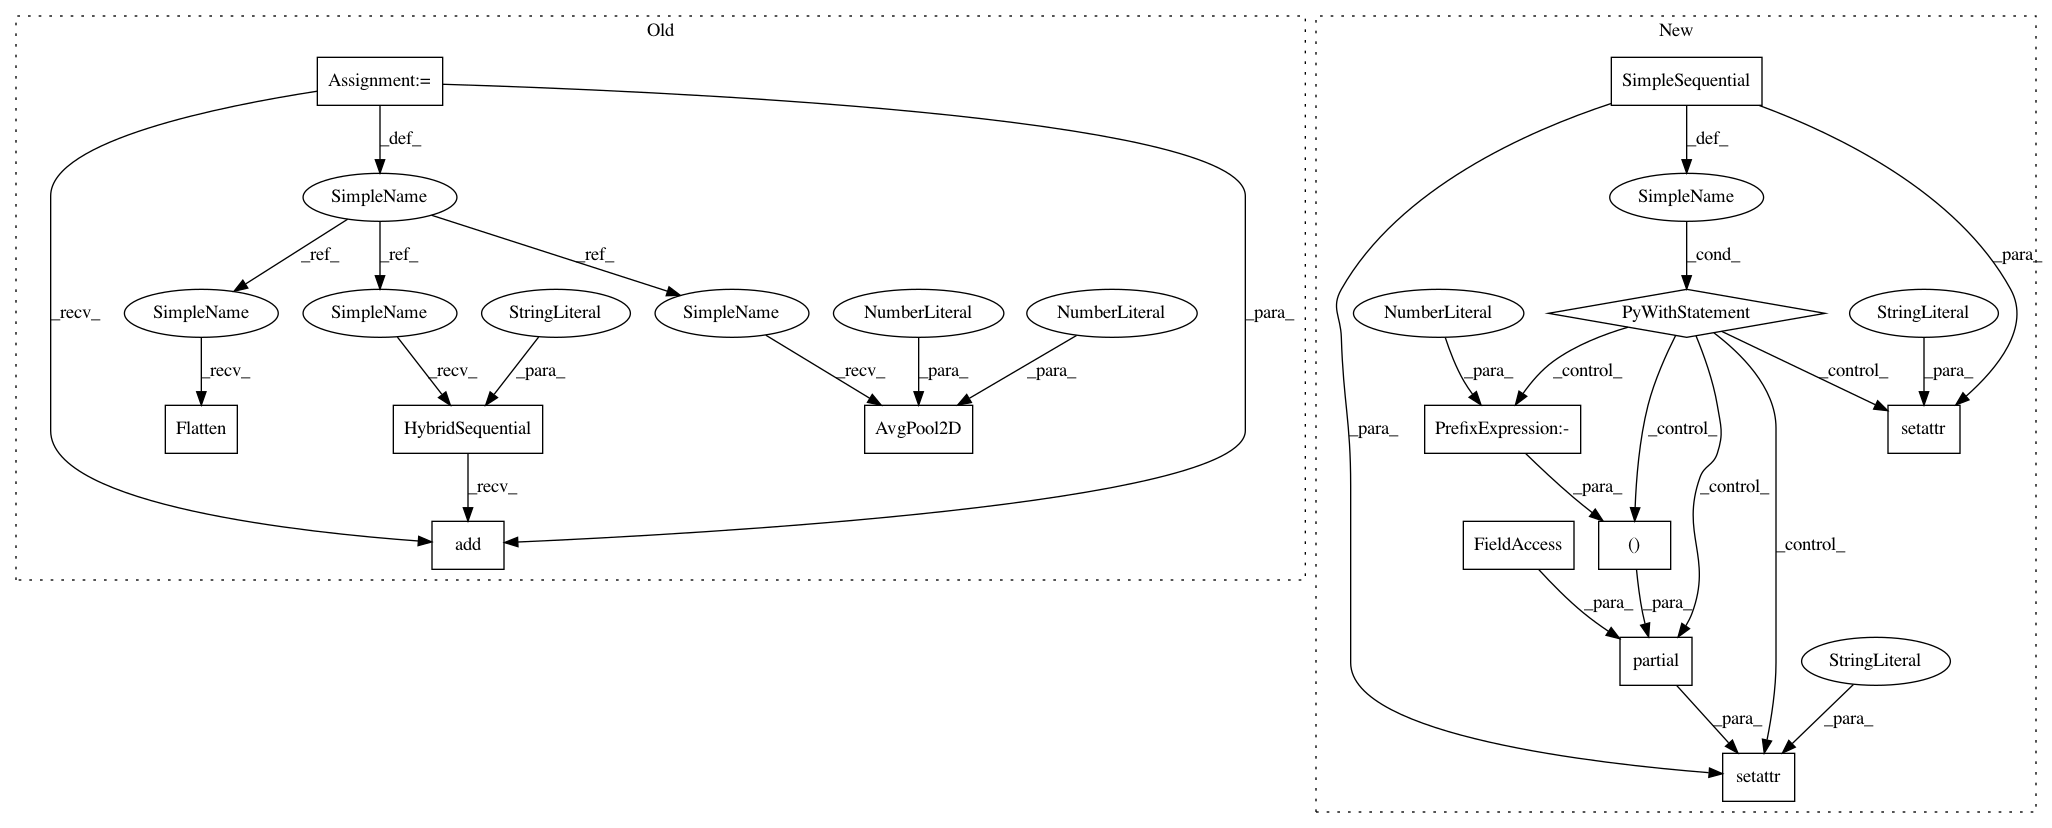 Old
New
Assignment:=
SimpleSequential
_def_
_def_
SimpleName
SimpleName
_ref_
_ref_
_ref_
_cond_
_para_
_recv_
SimpleName
SimpleName
StringLiteral
SimpleName
NumberLiteral
NumberLiteral
_para_
NumberLiteral
PyWithStatement
StringLiteral
_recv_
_recv_
_para_
_recv_
_para_
_para_
_para_
_control_
_control_
_para_
Flatten
HybridSequential
AvgPool2D
_para_
PrefixExpression:-
_control_
setattr
_recv_
_para_
_control_
add
FieldAccess
()
_control_
_para_
_para_
partial
StringLiteral
_para_
_para_
setattr